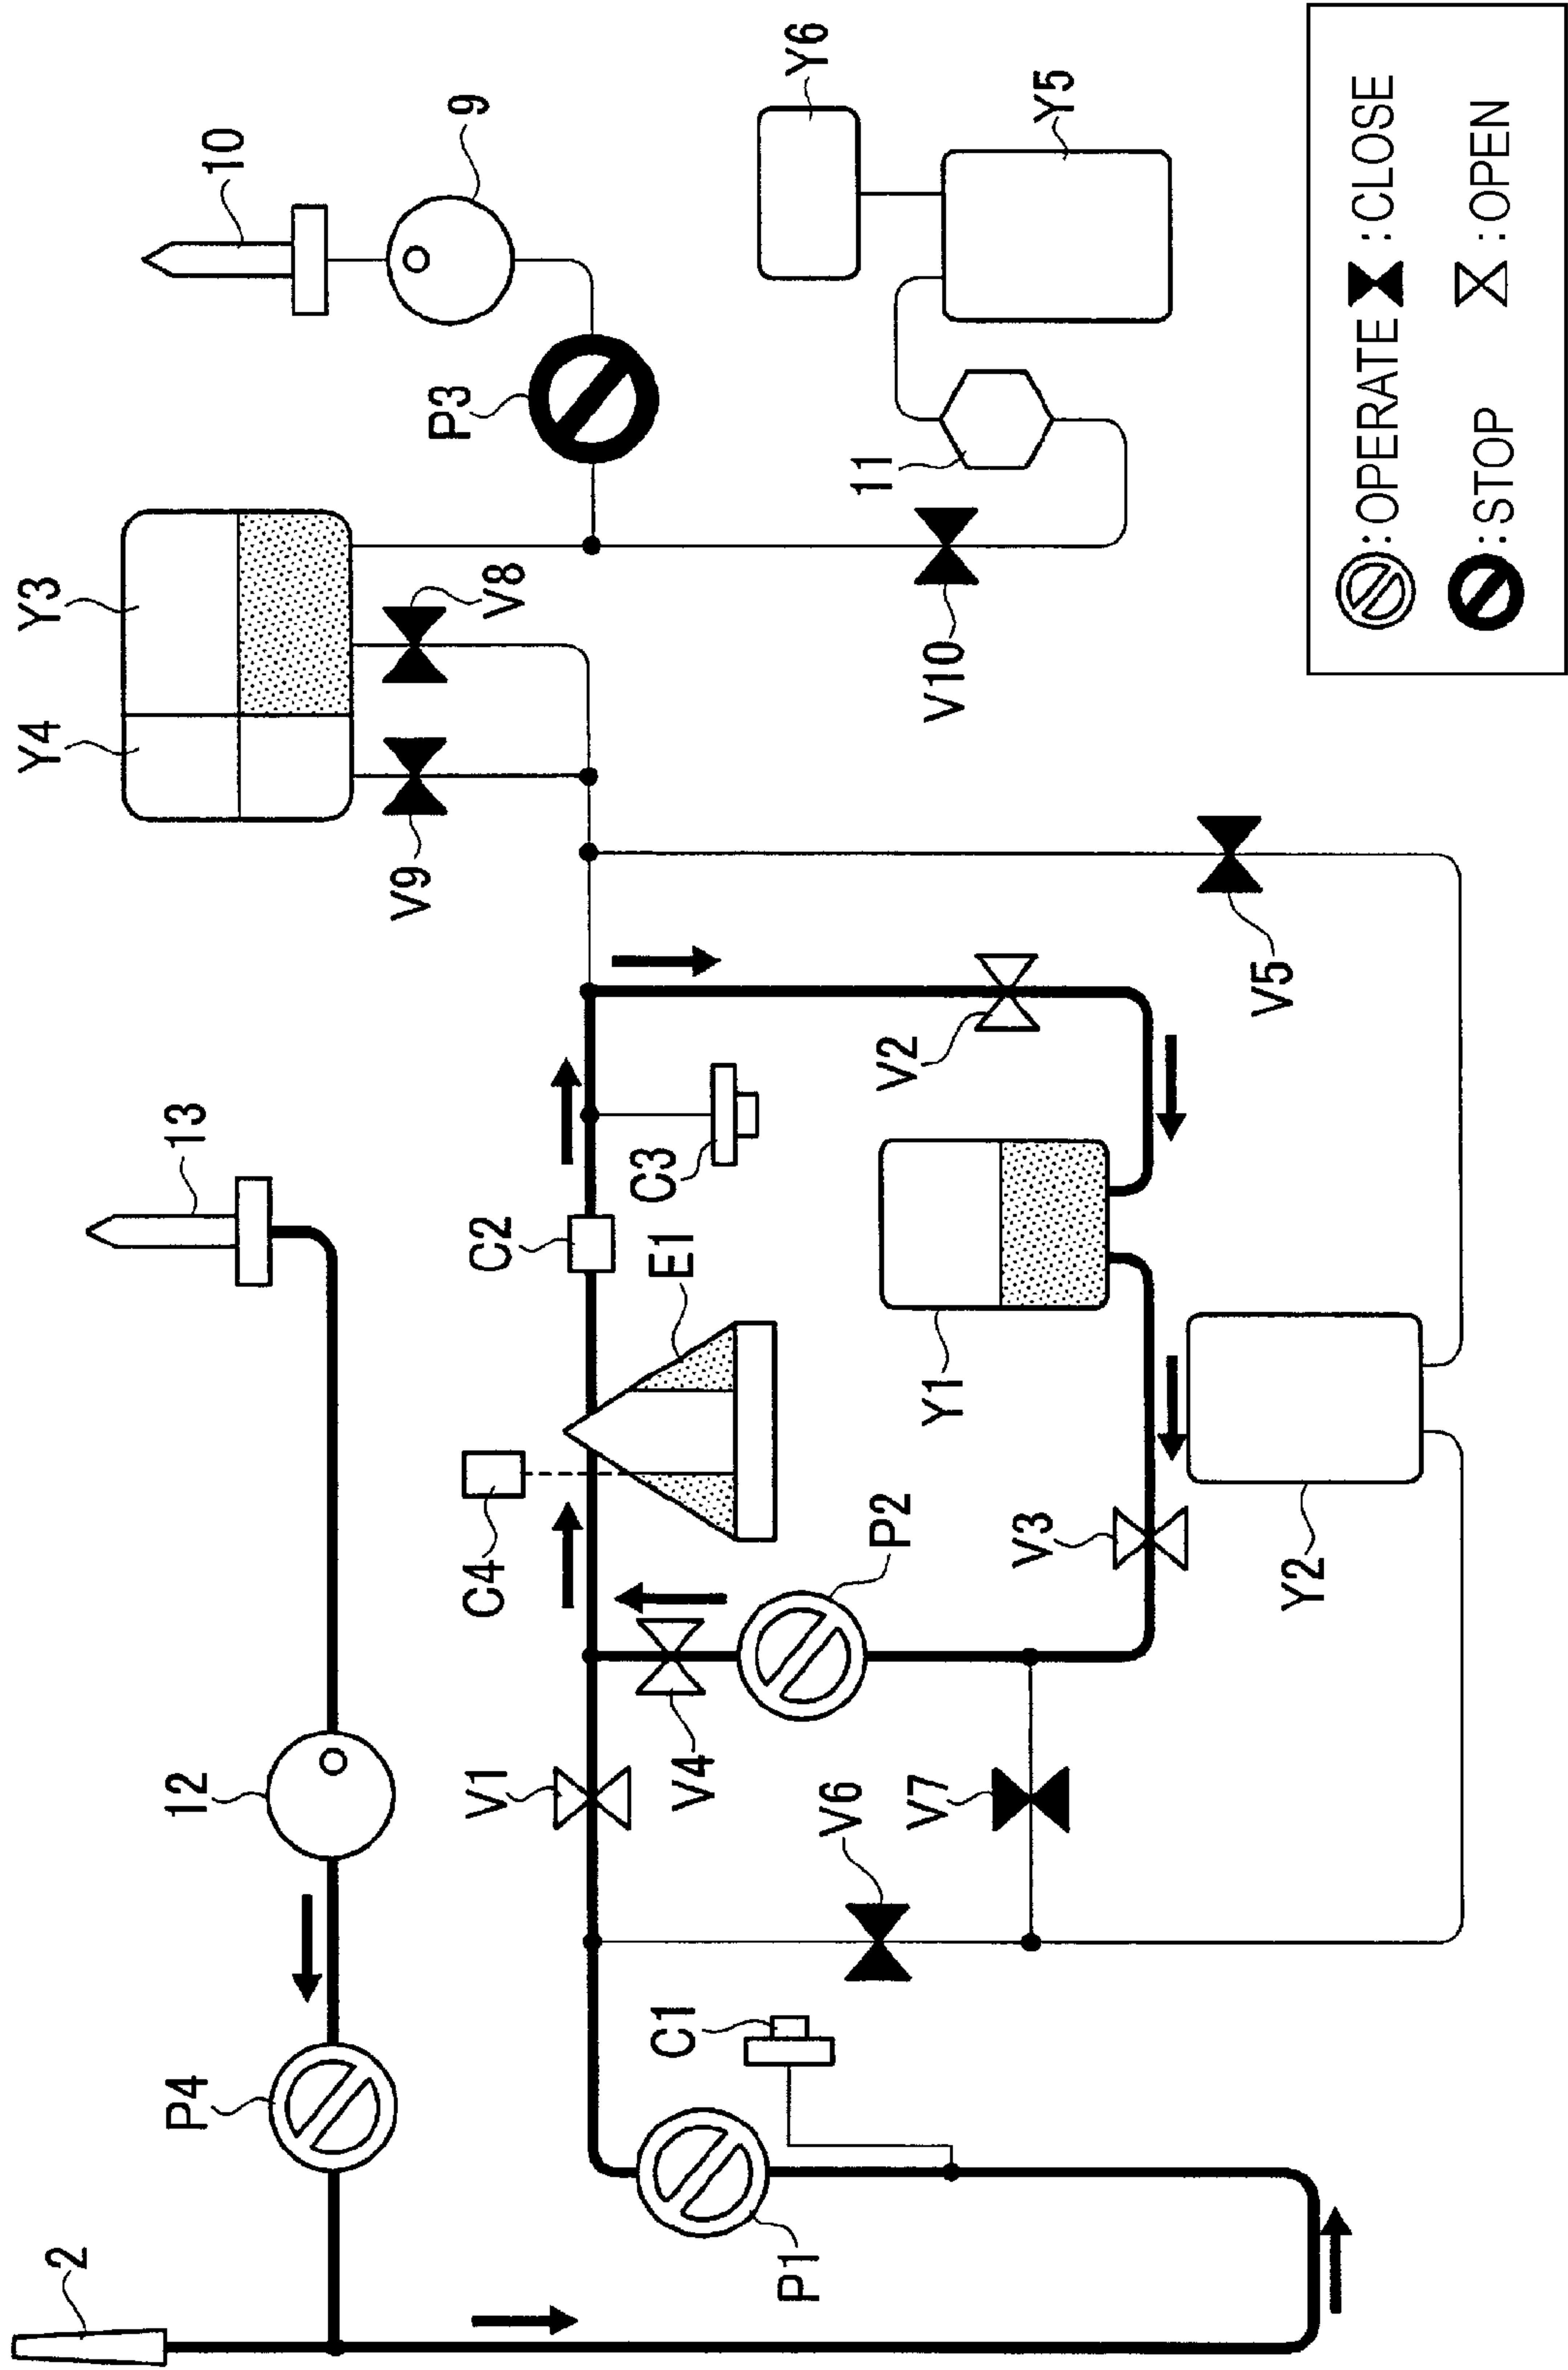 2
P4
12
13
Y4
Y3
10
9
P1
C1
V1
C4
C2
E1
C3
V4
P2
V6
V7
V3
Y1
V2
Y2
V5
V9
V8
P3
V10
11
Y6
Y5
:OPERATE
:CLOSE
:STOP
:OPEN